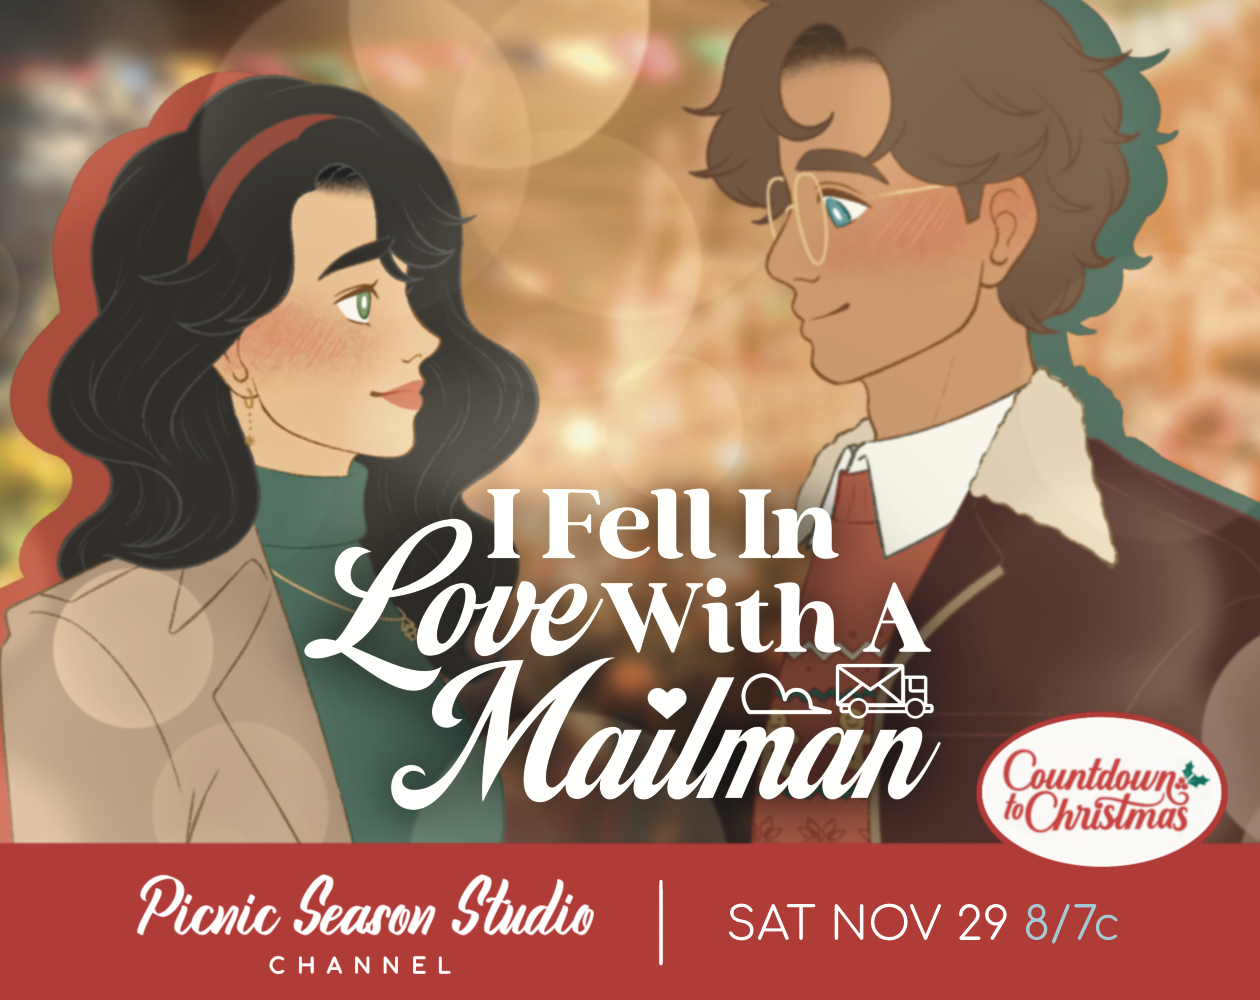 I Fell In
Love With A
Mailman
Countdown
to Christmas
Picnic Season Studio
CHANNEL
SAT NOV 29 8/7c